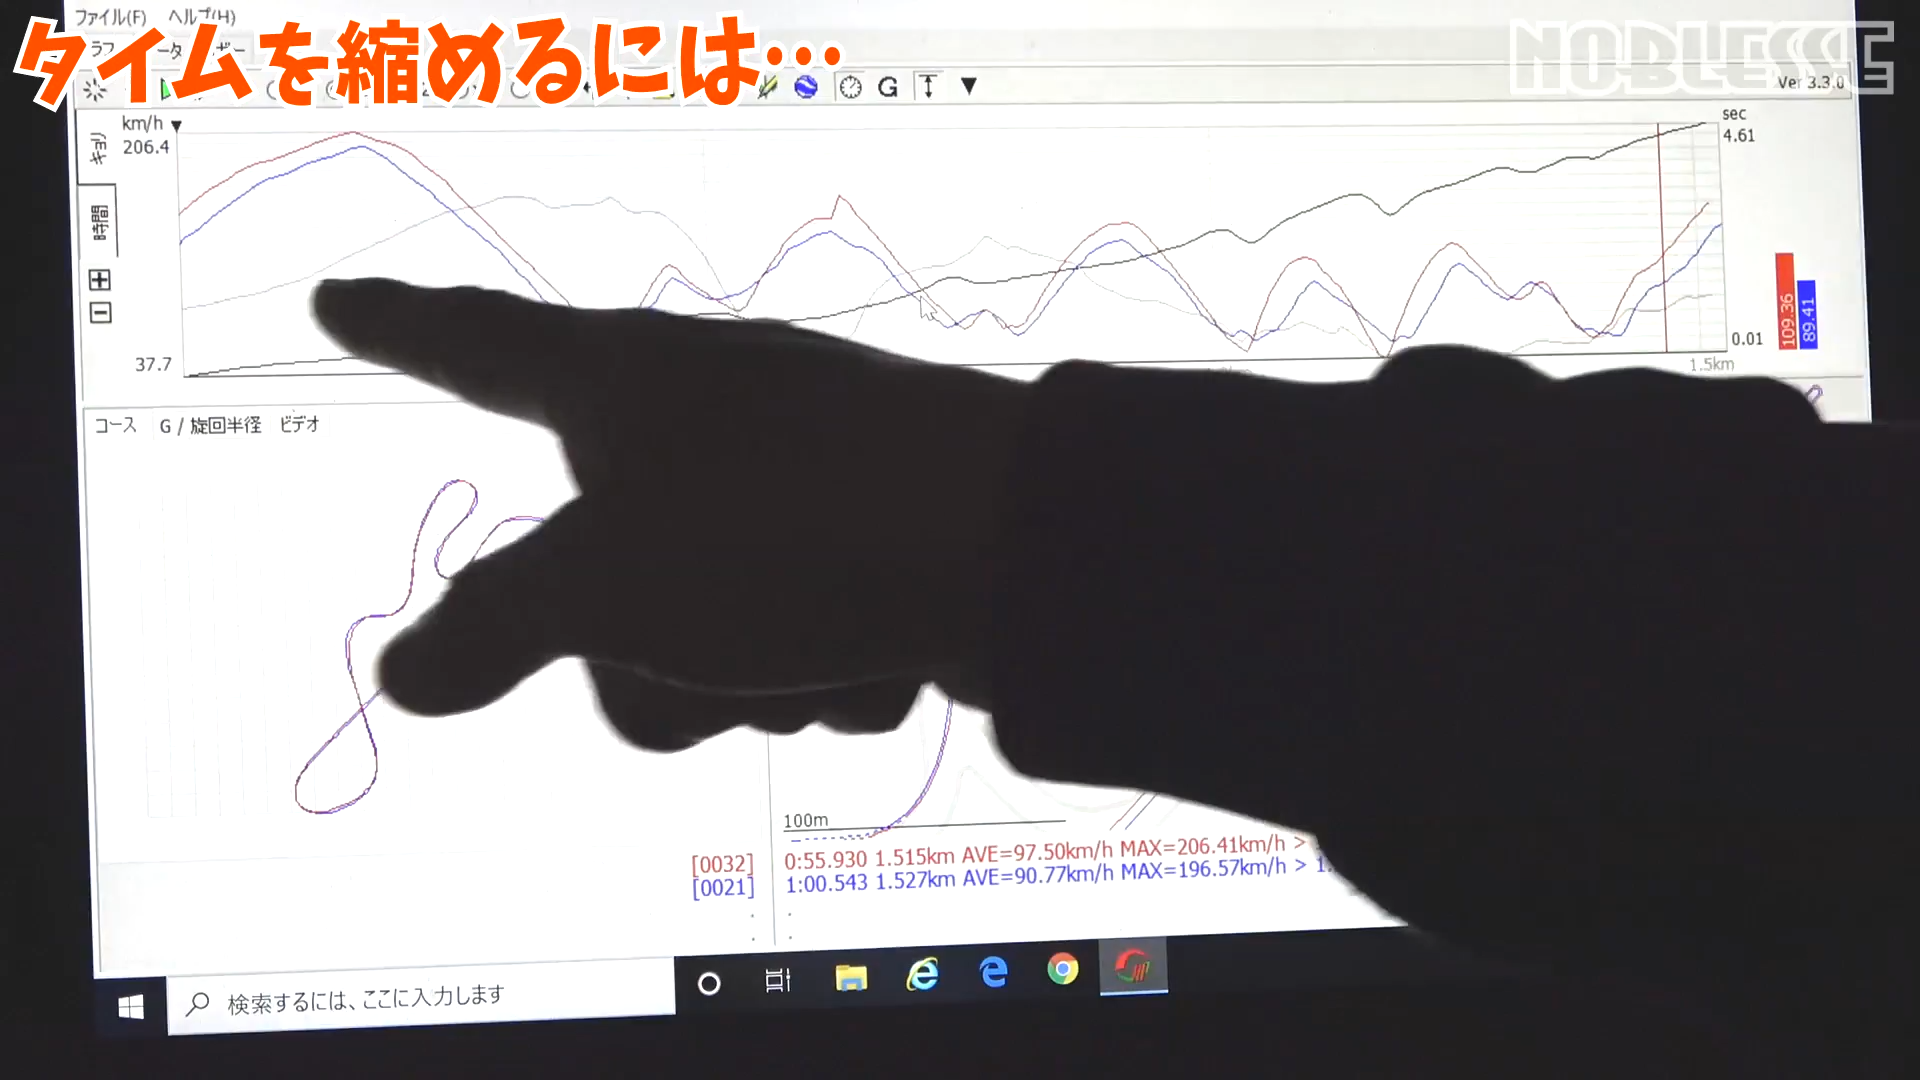 ファイル(F) ヘルプ(H)
タイムを縮めるには…
NOBLESSE
G
Ver 3.3.0
km/h
206.4
キョリ
時間
37.7
sec
4.61
0.01
1.5km
109.36
89.41
コース G / 旋回半径 ビデオ
100m
[0032] 0:55.930 1.515km AVE=97.50km/h MAX=206.41km/h >
[0021] 1:00.543 1.527km AVE=90.77km/h MAX=196.57km/h > 1.
検索するには、ここに入力します